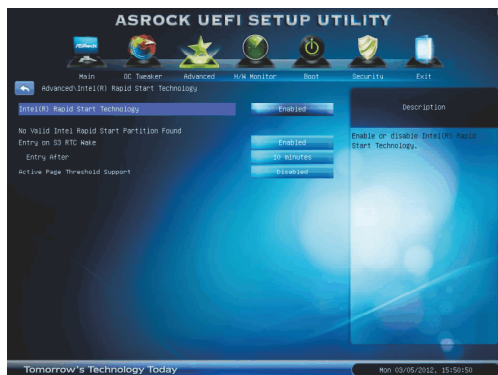 ASROCK UEFI SETUP UTILITY
Main OC Tweaker Advanced H/W Monitor Boot Security Exit
Advanced\Intel(R) Rapid Start Technology
Intel(R) Rapid Start Technology Enabled
Description
No Valid Intel Rapid Start Partition Found
Entry on S3 RTC Wake Enabled
Enable or disable Intel(R) Rapid
Start Technology.
Entry After 10 minutes
Active Page Threshold Support Disabled
Tomorrow's Technology Today
Mon 03/05/2012, 15:50:50